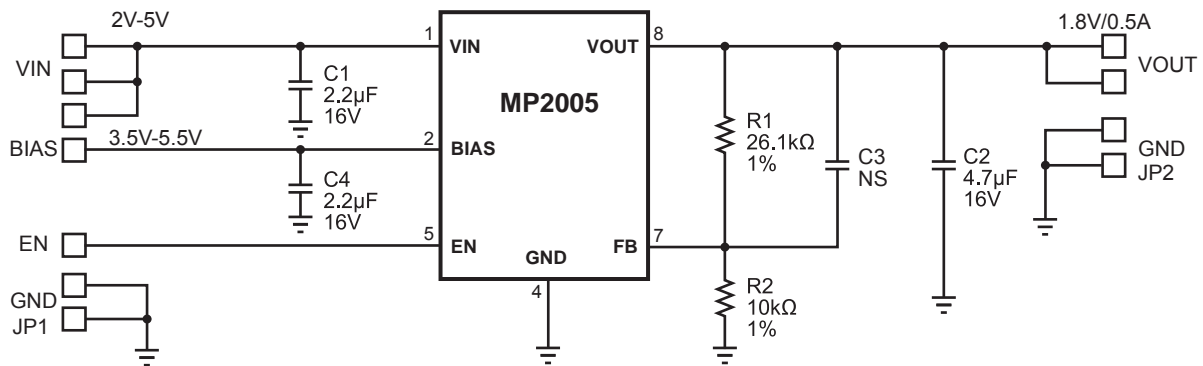 2V-5V
1.8V/0.5A
VIN
1
VIN
VOUT
8
VOUT
C1
2.2µF
16V
MP2005
BIAS
3.5V-5.5V
2
BIAS
R1
26.1kΩ
1%
C3
NS
C2
4.7µF
16V
GND
JP2
C4
2.2µF
16V
EN
5
EN
GND
FB
7
GND
JP1
4
R2
10kΩ
1%